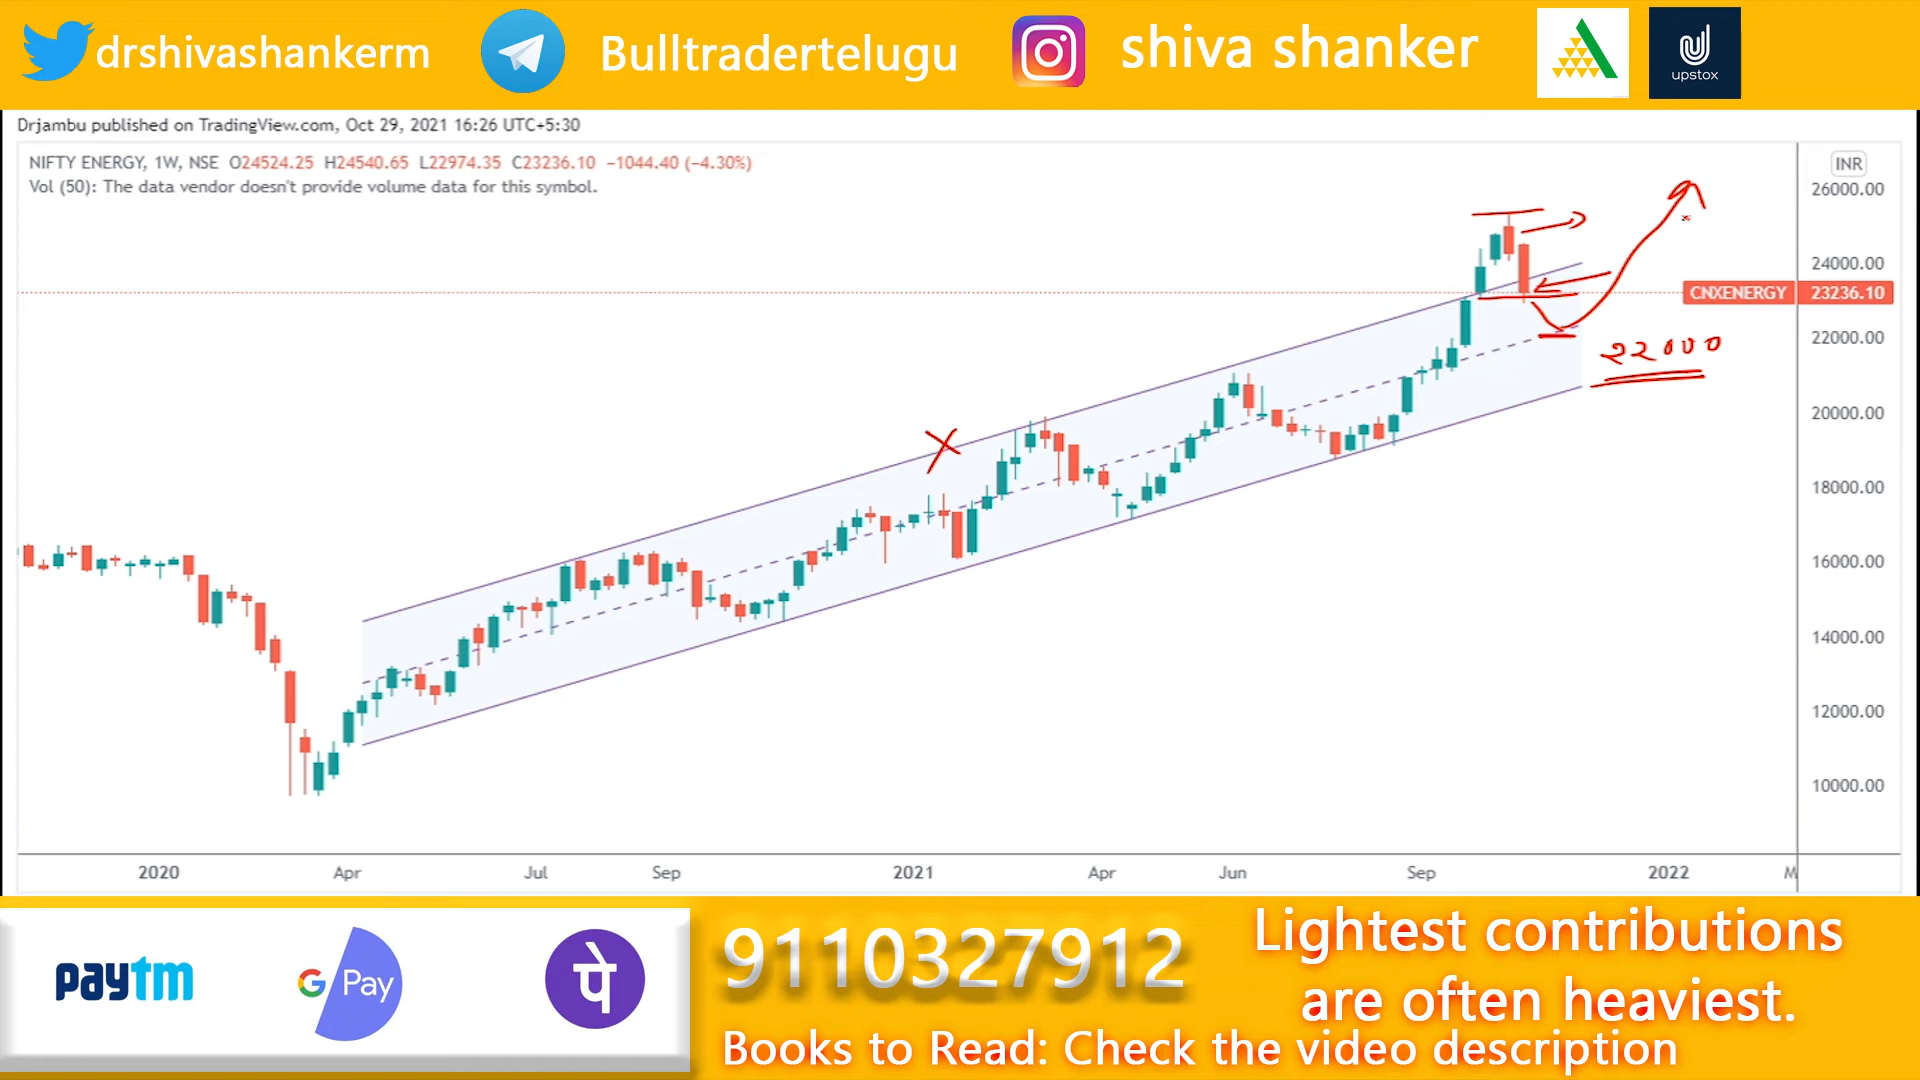 drshivashankerm
Bulltradertelugu
shiva shanker
upstox
Drjambu published on TradingView.com, Oct 29, 2021 16:26 UTC+5:30
NIFTY ENERGY, 1W, NSE O24524.25 H24540.65 L22974.35 C23236.10 −1044.40 (−4.30%)
Vol (50): The data vendor doesn't provide volume data for this symbol.
INR
26000.00
24000.00
CNXENERGY 23236.10
22000.00
22000
20000.00
18000.00
16000.00
14000.00
12000.00
10000.00
2020 Apr Jul Sep 2021 Apr Jun Sep 2022 M
paytm
G Pay
पे
9110327912
Lightest contributions
are often heaviest.
Books to Read: Check the video description